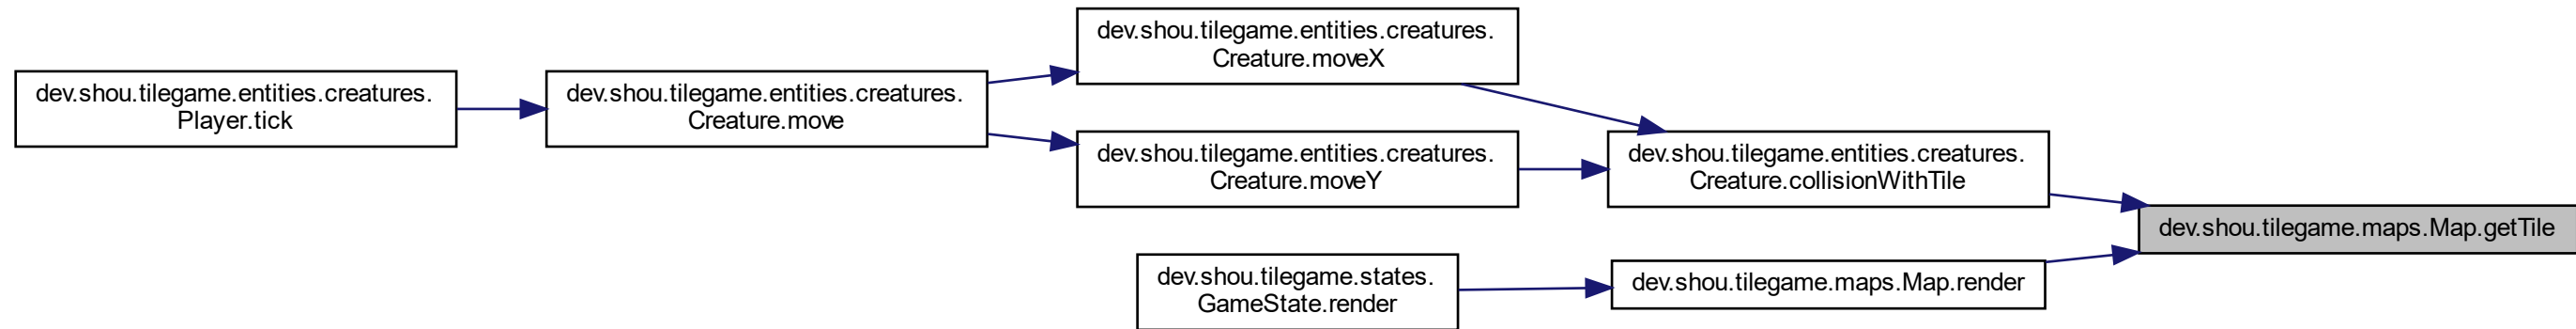 dev.shou.tilegame.entities.creatures.
Player.tick
dev.shou.tilegame.entities.creatures.
Creature.move
dev.shou.tilegame.entities.creatures.
Creature.moveX
dev.shou.tilegame.entities.creatures.
Creature.moveY
dev.shou.tilegame.entities.creatures.
Creature.collisionWithTile
dev.shou.tilegame.maps.Map.getTile
dev.shou.tilegame.states.
GameState.render
dev.shou.tilegame.maps.Map.render